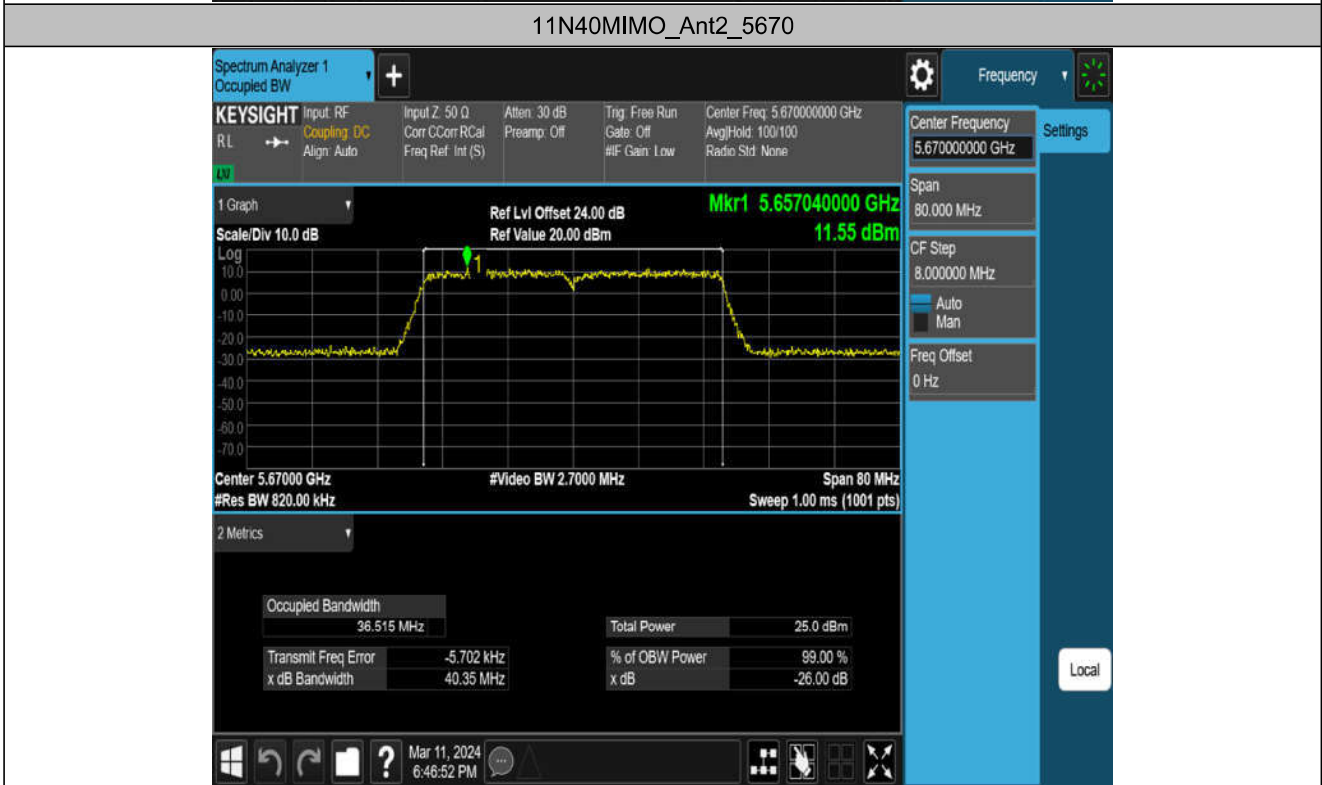 11N40MIMO_Ant2_5670
Spectrum Analyzer 1
Occupied BW
+
Frequency
KEYSIGHT
RL
Input: RF
Coupling: DC
Align: Auto
Input Z: 50 Ω
Corr CCorr RCal
Freq Ref: Int (S)
Atten: 30 dB
Preamp: Off
Trig: Free Run
Gate: Off
#IF Gain: Low
Center Freq: 5.670000000 GHz
Avg|Hold: 100/100
Radio Std: None
Center Frequency
5.670000000 GHz
Settings
Span
80.000 MHz
CF Step
8.000000 MHz
Auto
Man
Freq Offset
0 Hz
1 Graph
Scale/Div 10.0 dB
Ref Lvl Offset 24.00 dB
Ref Value 20.00 dBm
Mkr1 5.657040000 GHz
11.55 dBm
Log
10.0
0.00
-10.0
-20.0
-30.0
-40.0
-50.0
-60.0
-70.0
1
Center 5.67000 GHz
#Video BW 2.7000 MHz
Span 80 MHz
#Res BW 820.00 kHz
Sweep 1.00 ms (1001 pts)
2 Metrics
Occupied Bandwidth
36.515 MHz
Total Power 25.0 dBm
Transmit Freq Error -5.702 kHz
% of OBW Power 99.00 %
x dB Bandwidth 40.35 MHz
x dB -26.00 dB
Local
?
Mar 11, 2024
6:46:52 PM